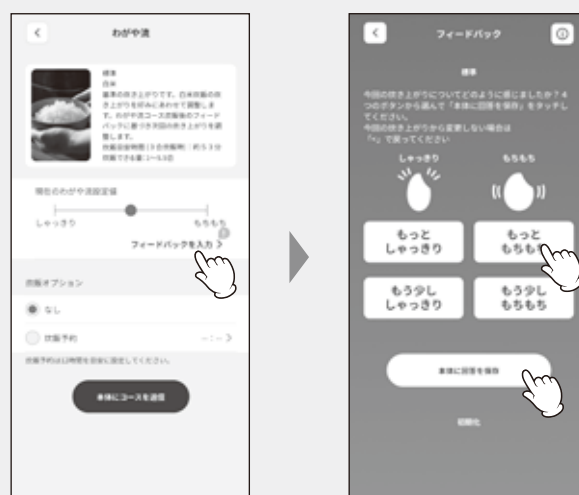 わがや流
標準
白米
基準の炊き上がりです。白米炊飯の炊
き上がりを好みにあわせて調整しま
す。わがや流コース炊飯後のフィード
バックに基づき次回の炊き上がりを調
整します。
炊飯目安時間(3合炊飯時):約53分
炊飯できる量:1〜5.5合
現在のわがや流設定値
しゃっきり
もちもち
フィードバックを入力 >
炊飯オプション
なし
炊飯予約
--:-- >
炊飯予約は12時間を目安に設定してください。
本体にコースを送信
フィードバック
標準
今回の炊き上がりについてどのように感じましたか?4
つのボタンから選んで「本体に回答を保存」をタッチし
てください。
今回の炊き上がりから変更しない場合は
「<」で戻ってください
しゃっきり
もちもち
もっと
しゃっきり
もっと
もちもち
もう少し
しゃっきり
もう少し
もちもち
本体に回答を保存
初期化